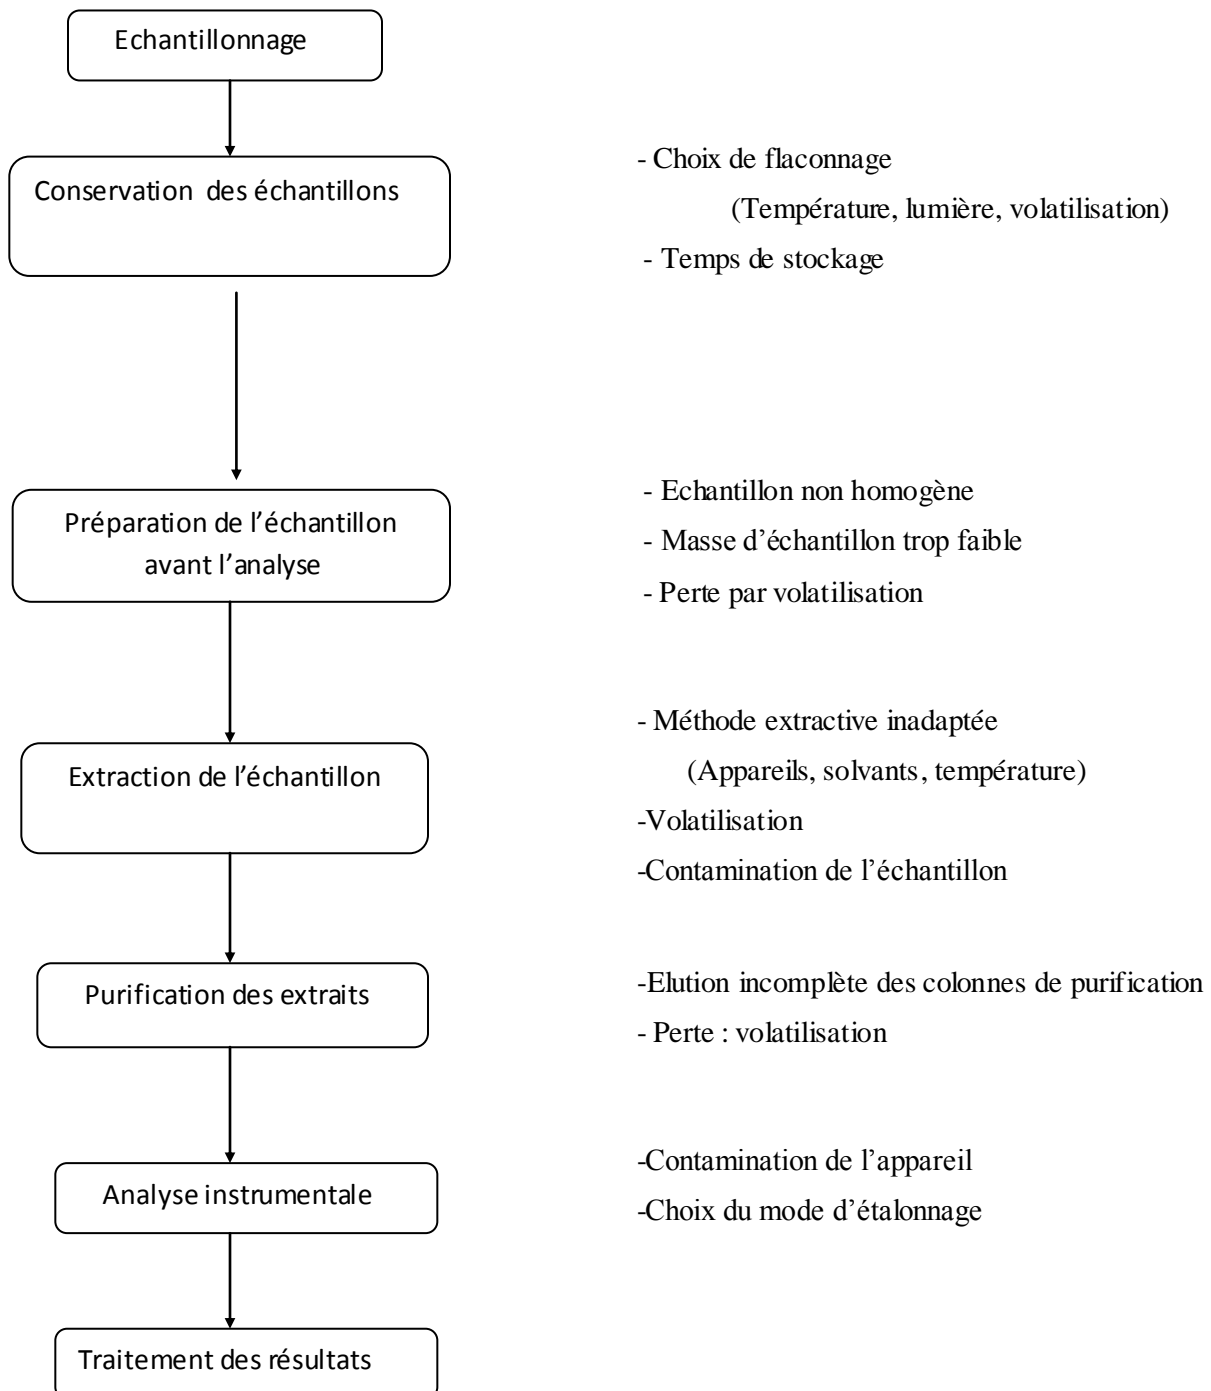 Echantillonnage
Conservation des échantillons
- Choix de flaconnage
(Température, lumière, volatilisation)
- Temps de stockage
Préparation de l’échantillon
avant l’analyse
- Echantillon non homogène
- Masse d’échantillon trop faible
- Perte par volatilisation
Extraction de l’échantillon
- Méthode extractive inadaptée
(Appareils, solvants, température)
-Volatilisation
-Contamination de l’échantillon
Purification des extraits
-Elution incomplète des colonnes de purification
- Perte : volatilisation
Analyse instrumentale
-Contamination de l’appareil
-Choix du mode d’étalonnage
Traitement des résultats